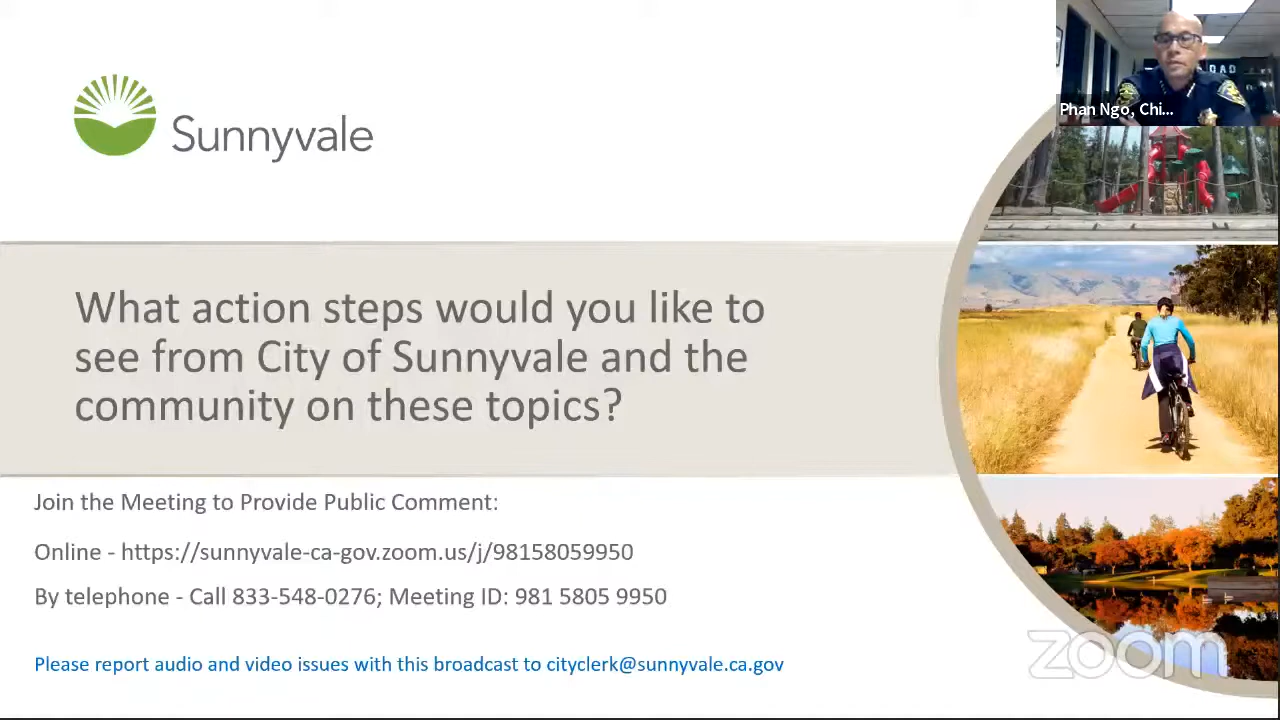 Phan Ngo, Chi...
Sunnyvale
What action steps would you like to
see from City of Sunnyvale and the
community on these topics?
Join the Meeting to Provide Public Comment:
Online - https://sunnyvale-ca-gov.zoom.us/j/98158059950
By telephone - Call 833-548-0276; Meeting ID: 981 5805 9950
Please report audio and video issues with this broadcast to cityclerk@sunnyvale.ca.gov
zoom